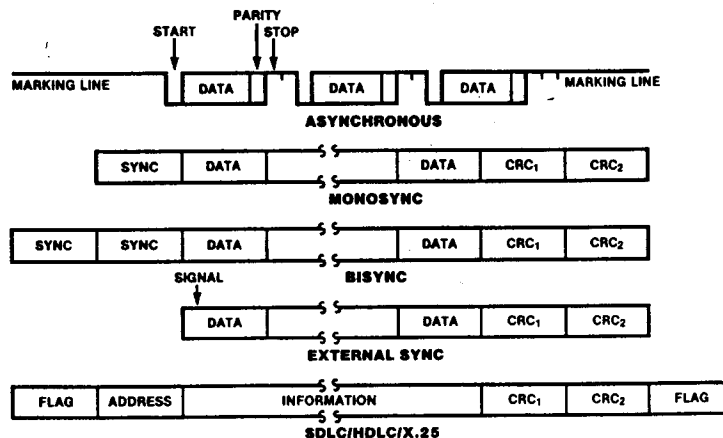 PARITY
START STOP
MARKING LINE DATA DATA DATA MARKING LINE
ASYNCHRONOUS
SYNC DATA DATA CRC₁ CRC₂
MONOSYNC
SYNC SYNC DATA DATA CRC₁ CRC₂
BISYNC
SIGNAL
DATA DATA CRC₁ CRC₂
EXTERNAL SYNC
FLAG ADDRESS INFORMATION CRC₁ CRC₂ FLAG
SDLC/HDLC/X.25